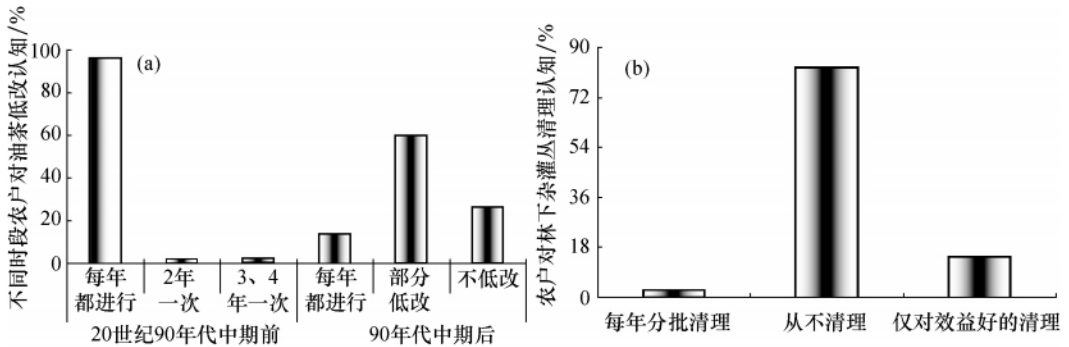 不同时段农户对油茶低改认知/%
100
80
60
40
20
0
(a)
每年
都进行
2年
一次
3、4
年一次
每年
都进行
部分
低改
不低改
20世纪90年代中期前
90年代中期后
农户对林下杂灌丛清理认知/%
90
72
54
36
18
0
(b)
每年分批清理
从不清理
仅对效益好的清理